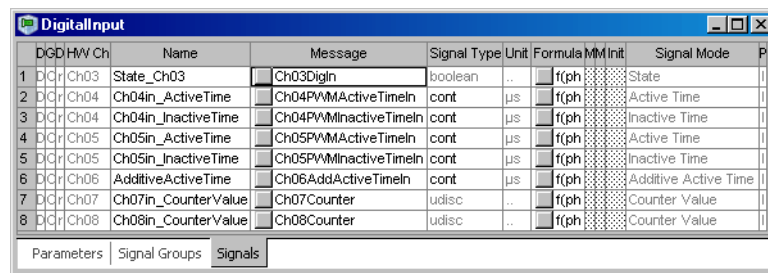 DigitalInput
D G D HW Ch Name Message Signal Type Unit Formula M M Init Signal Mode P
1 D C r Ch03 State_Ch03 Ch03DigIn boolean .. f(ph State I
2 D C r Ch04 Ch04in_ActiveTime Ch04PWMActiveTimeIn cont µs f(ph Active Time I
3 D C r Ch04 Ch04in_InactiveTime Ch04PWMInactiveTimeIn cont µs f(ph Inactive Time I
4 D C r Ch05 Ch05in_ActiveTime Ch05PWMActiveTimeIn cont µs f(ph Active Time I
5 D C r Ch05 Ch05in_InactiveTime Ch05PWMInactiveTimeIn cont µs f(ph Inactive Time I
6 D C r Ch06 AdditiveActiveTime Ch06AddActiveTimeIn cont µs f(ph Additive Active Time I
7 D C r Ch07 Ch07in_CounterValue Ch07Counter udisc .. f(ph Counter Value I
8 D C r Ch08 Ch08in_CounterValue Ch08Counter udisc .. f(ph Counter Value I
Parameters Signal Groups Signals